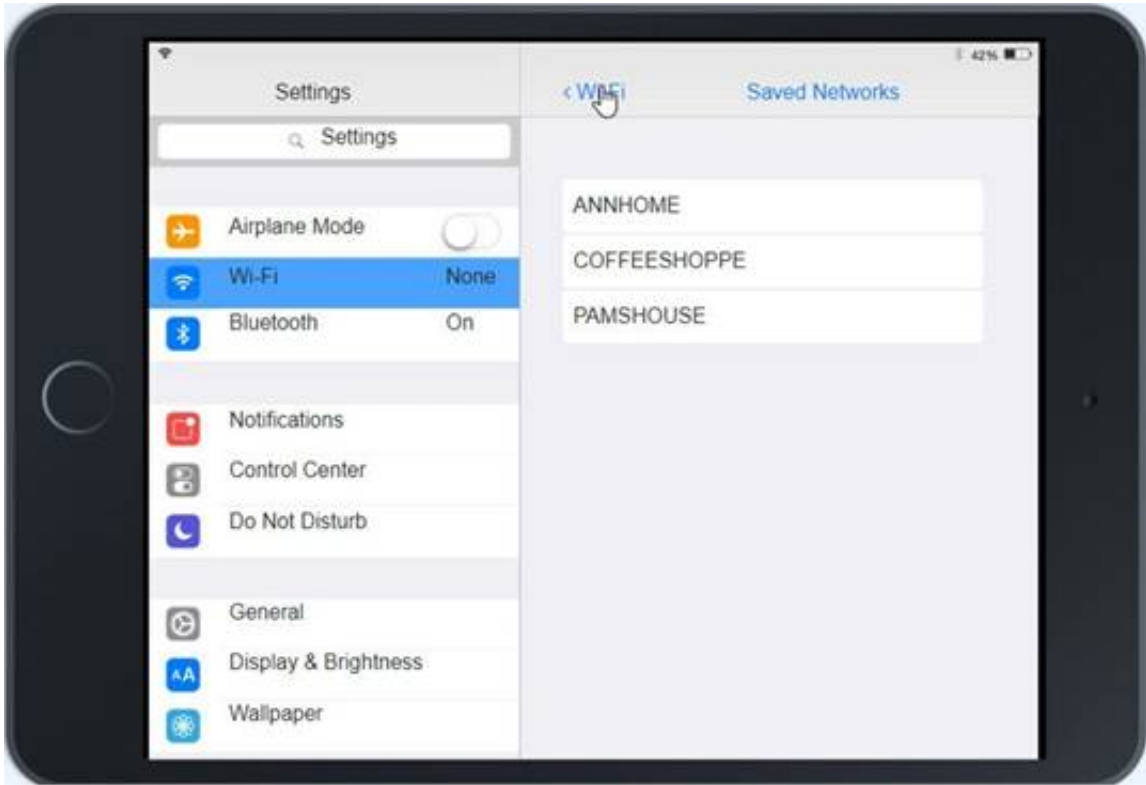 42%
Settings
< Wi-Fi
Saved Networks
Settings
Airplane Mode
Wi-Fi None
Bluetooth On
Notifications
Control Center
Do Not Disturb
General
AA Display & Brightness
Wallpaper
ANNHOME
COFFEESHOPPE
PAMSHOUSE